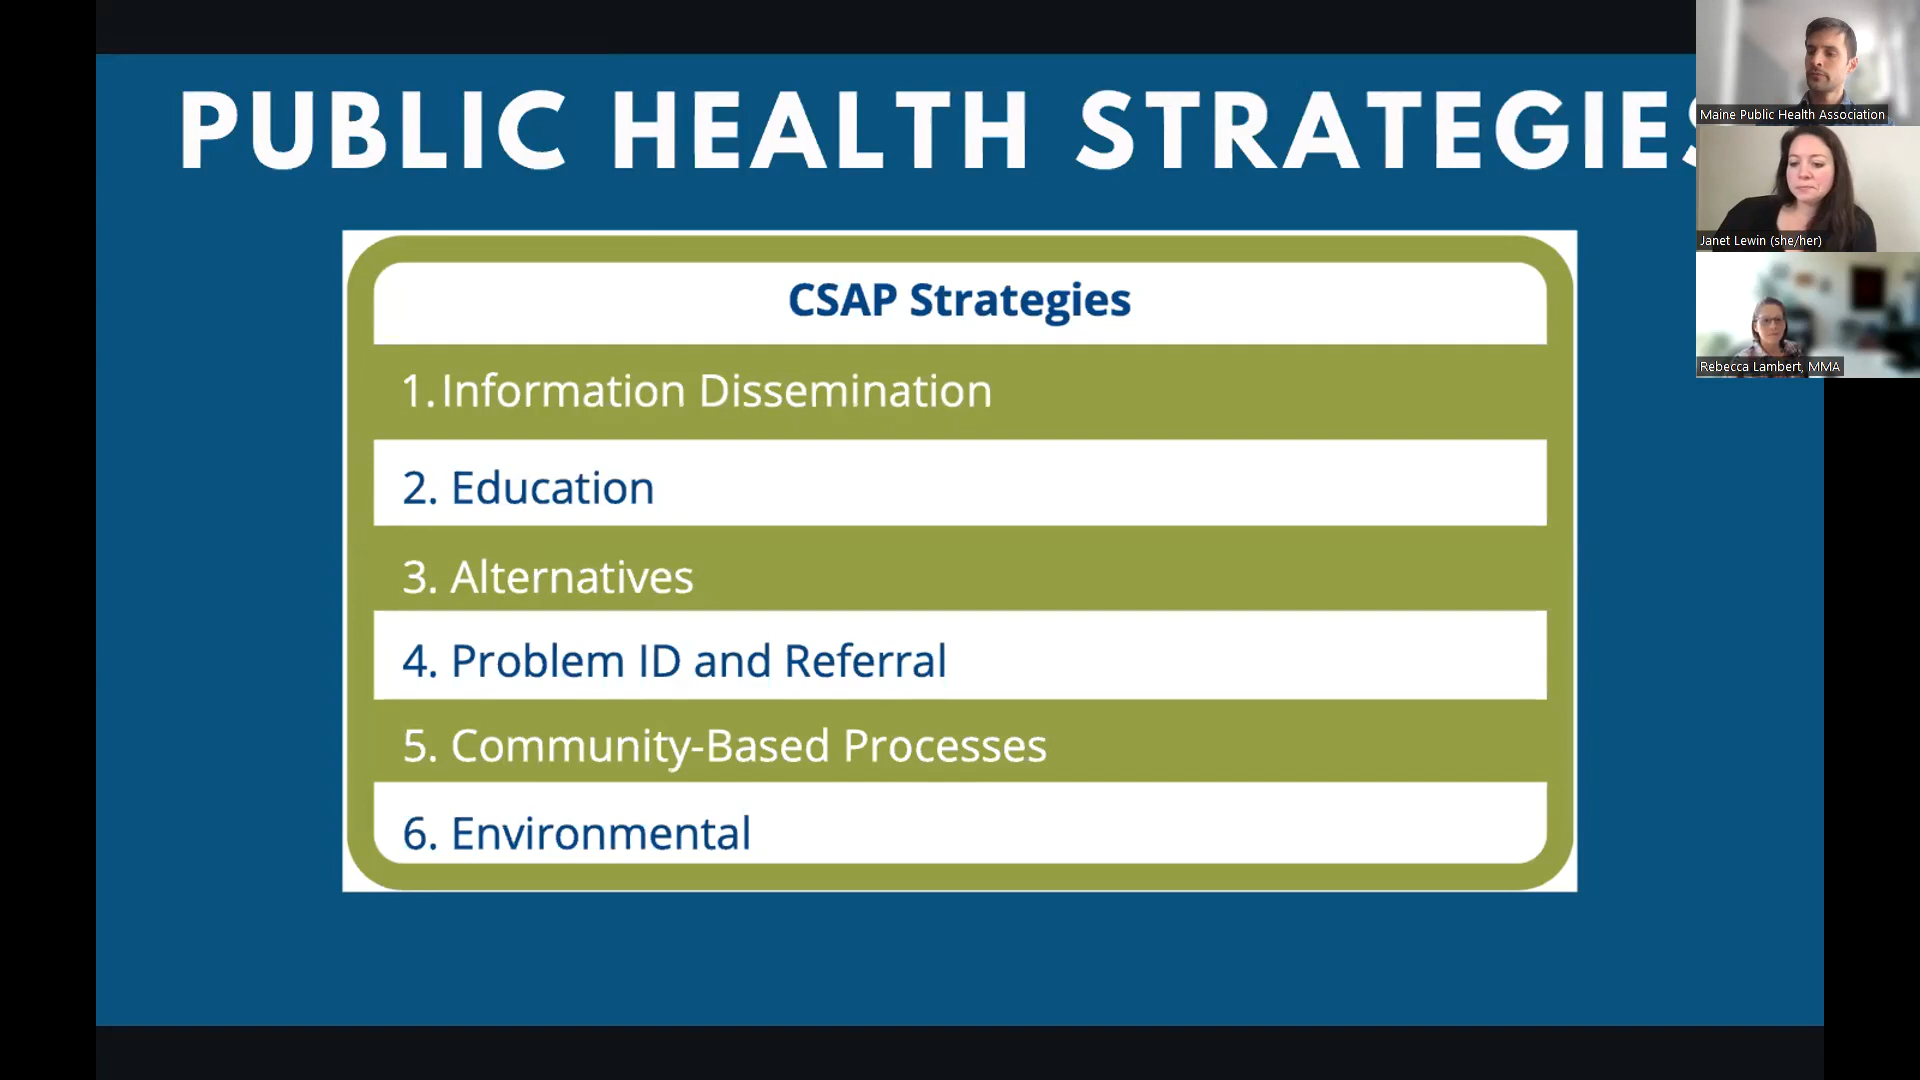 PUBLIC HEALTH STRATEGIES
CSAP Strategies
1. Information Dissemination
2. Education
3. Alternatives
4. Problem ID and Referral
5. Community-Based Processes
6. Environmental
Maine Public Health Association
Janet Lewin (she/her)
Rebecca Lambert, MMA